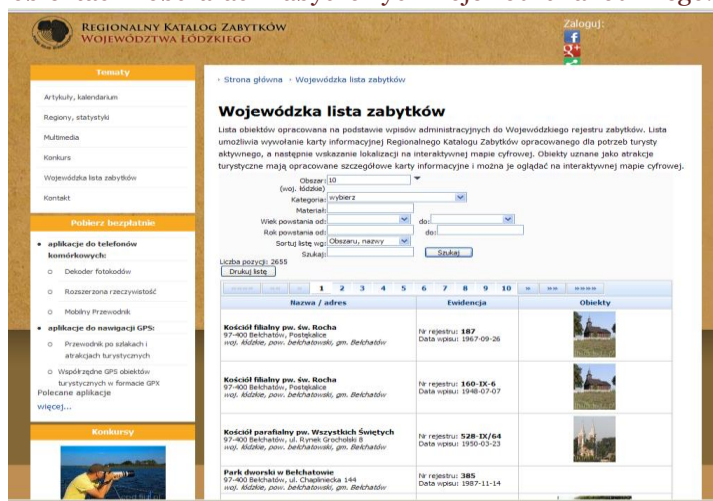 REGIONALNY KATALOG ZABYTKÓW
WOJEWÓDZTWA ŁÓDZKIEGO
Zaloguj:
Tematy
Artykuły, kalendarium
Regiony, statystyki
Multimedia
Konkurs
Wojewódzka lista zabytków
Kontakt
Pobierz bezpłatnie
aplikacje do telefonów
komórkowych:
Dekoder fotokodów
Rozszerzona rzeczywistość
Mobilny Przewodnik
aplikacje do nawigacji GPS:
Przewodnik po szlakach i
atrakcjach turystycznych
Współrzędne GPS obiektów
turystycznych w formacie GPX
Polecane aplikacje
więcej...
Konkursy
Strona główna Wojewódzka lista zabytków
Wojewódzka lista zabytków
Lista obiektów opracowana na podstawie wpisów administracyjnych do Wojewódzkiego rejestru zabytków. Lista
umożliwia wywołanie karty informacyjnej Regionalnego Katalogu Zabytków opracowanego dla potrzeb turysty
aktywnego, a następnie wskazanie lokalizacji na interaktywnej mapie cyfrowej. Obiekty uznane jako atrakcje
turystyczne mają opracowane szczegółowe karty informacyjne i można je oglądać na interaktywnej mapie cyfrowej.
Obszar: 10
(woj. łódzkie)
Kategoria: wybierz
Materiał:
Wiek powstania od: do:
Rok powstania od: do:
Sortuj listę wg: Obszaru, nazwy
Szukaj: Szukaj
Liczba pozycji: 2655
Drukuj listę
1 2 3 4 5 6 7 8 9 10 » »» »»»»
Nazwa / adres Ewidencja Obiekty
Kościół filialny pw. św. Rocha
97-400 Bełchatów, Postękalice
woj. łódzkie, pow. bełchatowski, gm. Bełchatów
Nr rejestru: 187
Data wpisu: 1967-09-26
Kościół filialny pw. św. Rocha
97-400 Bełchatów, Postękalice
woj. łódzkie, pow. bełchatowski, gm. Bełchatów
Nr rejestru: 160-IX-6
Data wpisu: 1948-07-07
Kościół parafialny pw. Wszystkich Świętych
97-400 Bełchatów, ul. Rynek Grocholski 8
woj. łódzkie, pow. bełchatowski, gm. Bełchatów
Nr rejestru: 528-IX/64
Data wpisu: 1950-03-23
Park dworski w Bełchatowie
97-400 Bełchatów, ul. Chapliniecka 144
woj. łódzkie, pow. bełchatowski, gm. Bełchatów
Nr rejestru: 385
Data wpisu: 1987-11-14